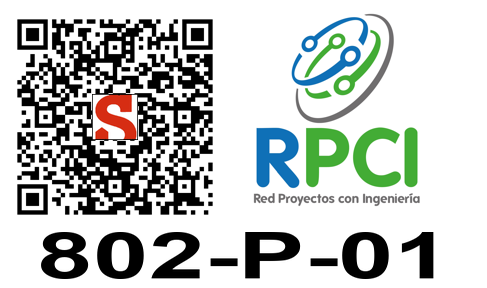 S
RPCI
Red Proyectos con Ingeniería
802-P-01